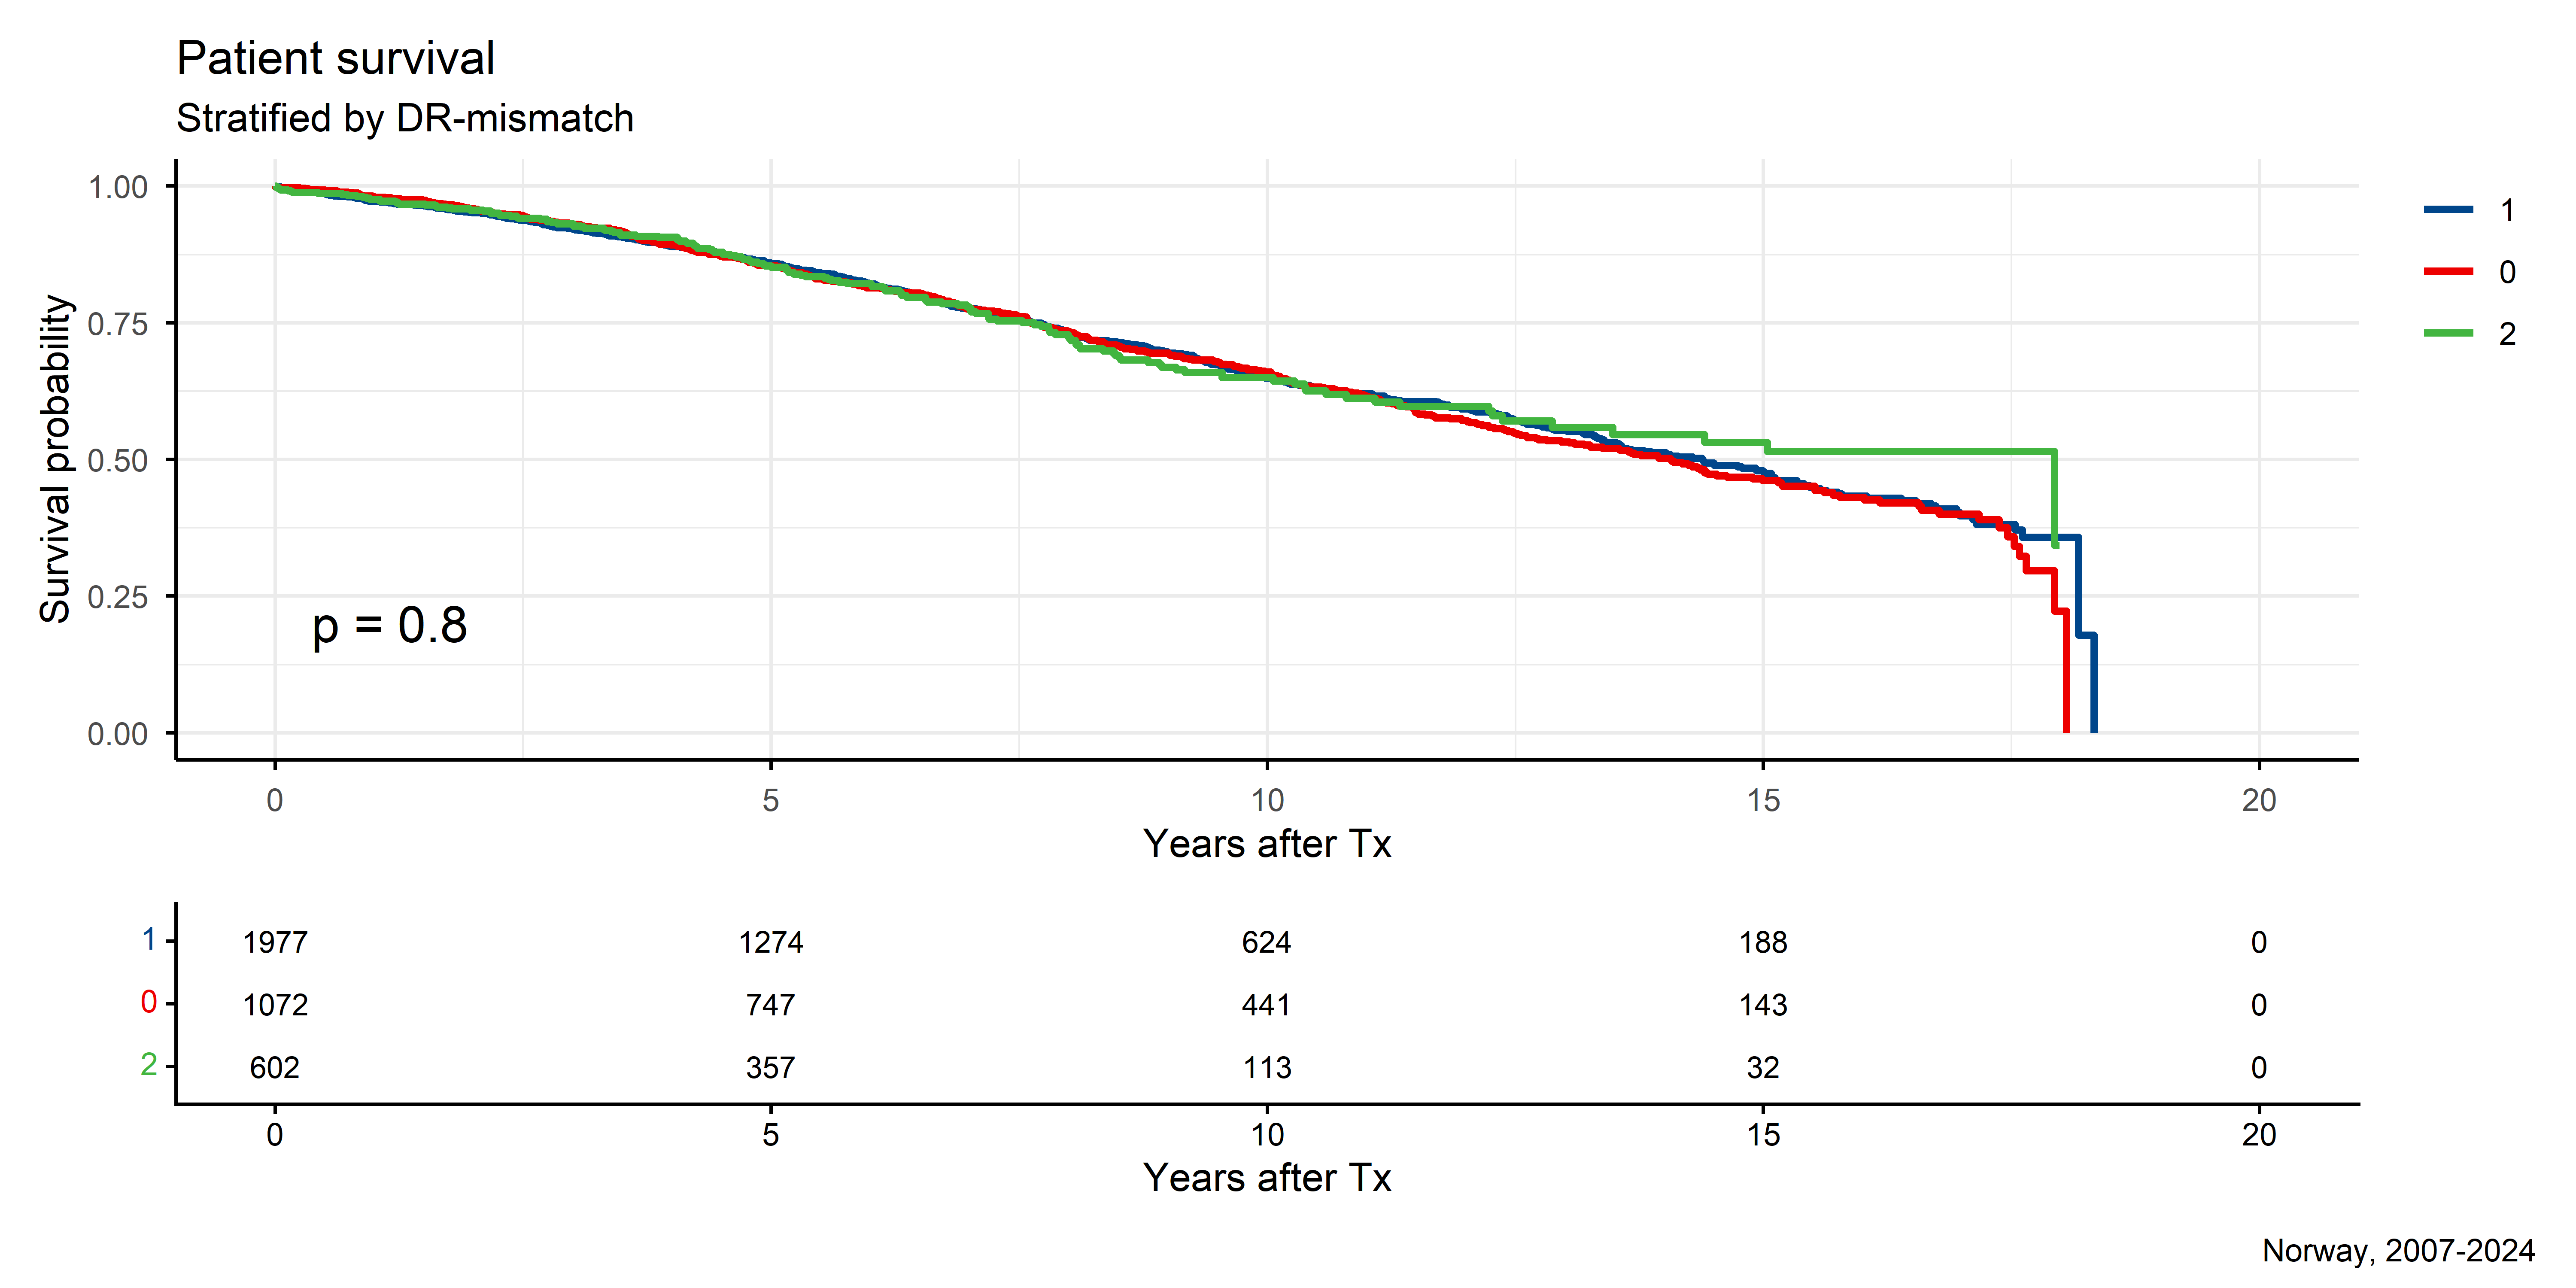 Patient survival
Stratified by DR-mismatch
Survival probability
1.00
0.75
0.50
0.25
0.00
p = 0.8
1
0
2
0 5 10 15 20
Years after Tx
1 1977 1274 624 188 0
0 1072 747 441 143 0
2 602 357 113 32 0
0 5 10 15 20
Years after Tx
Norway, 2007-2024